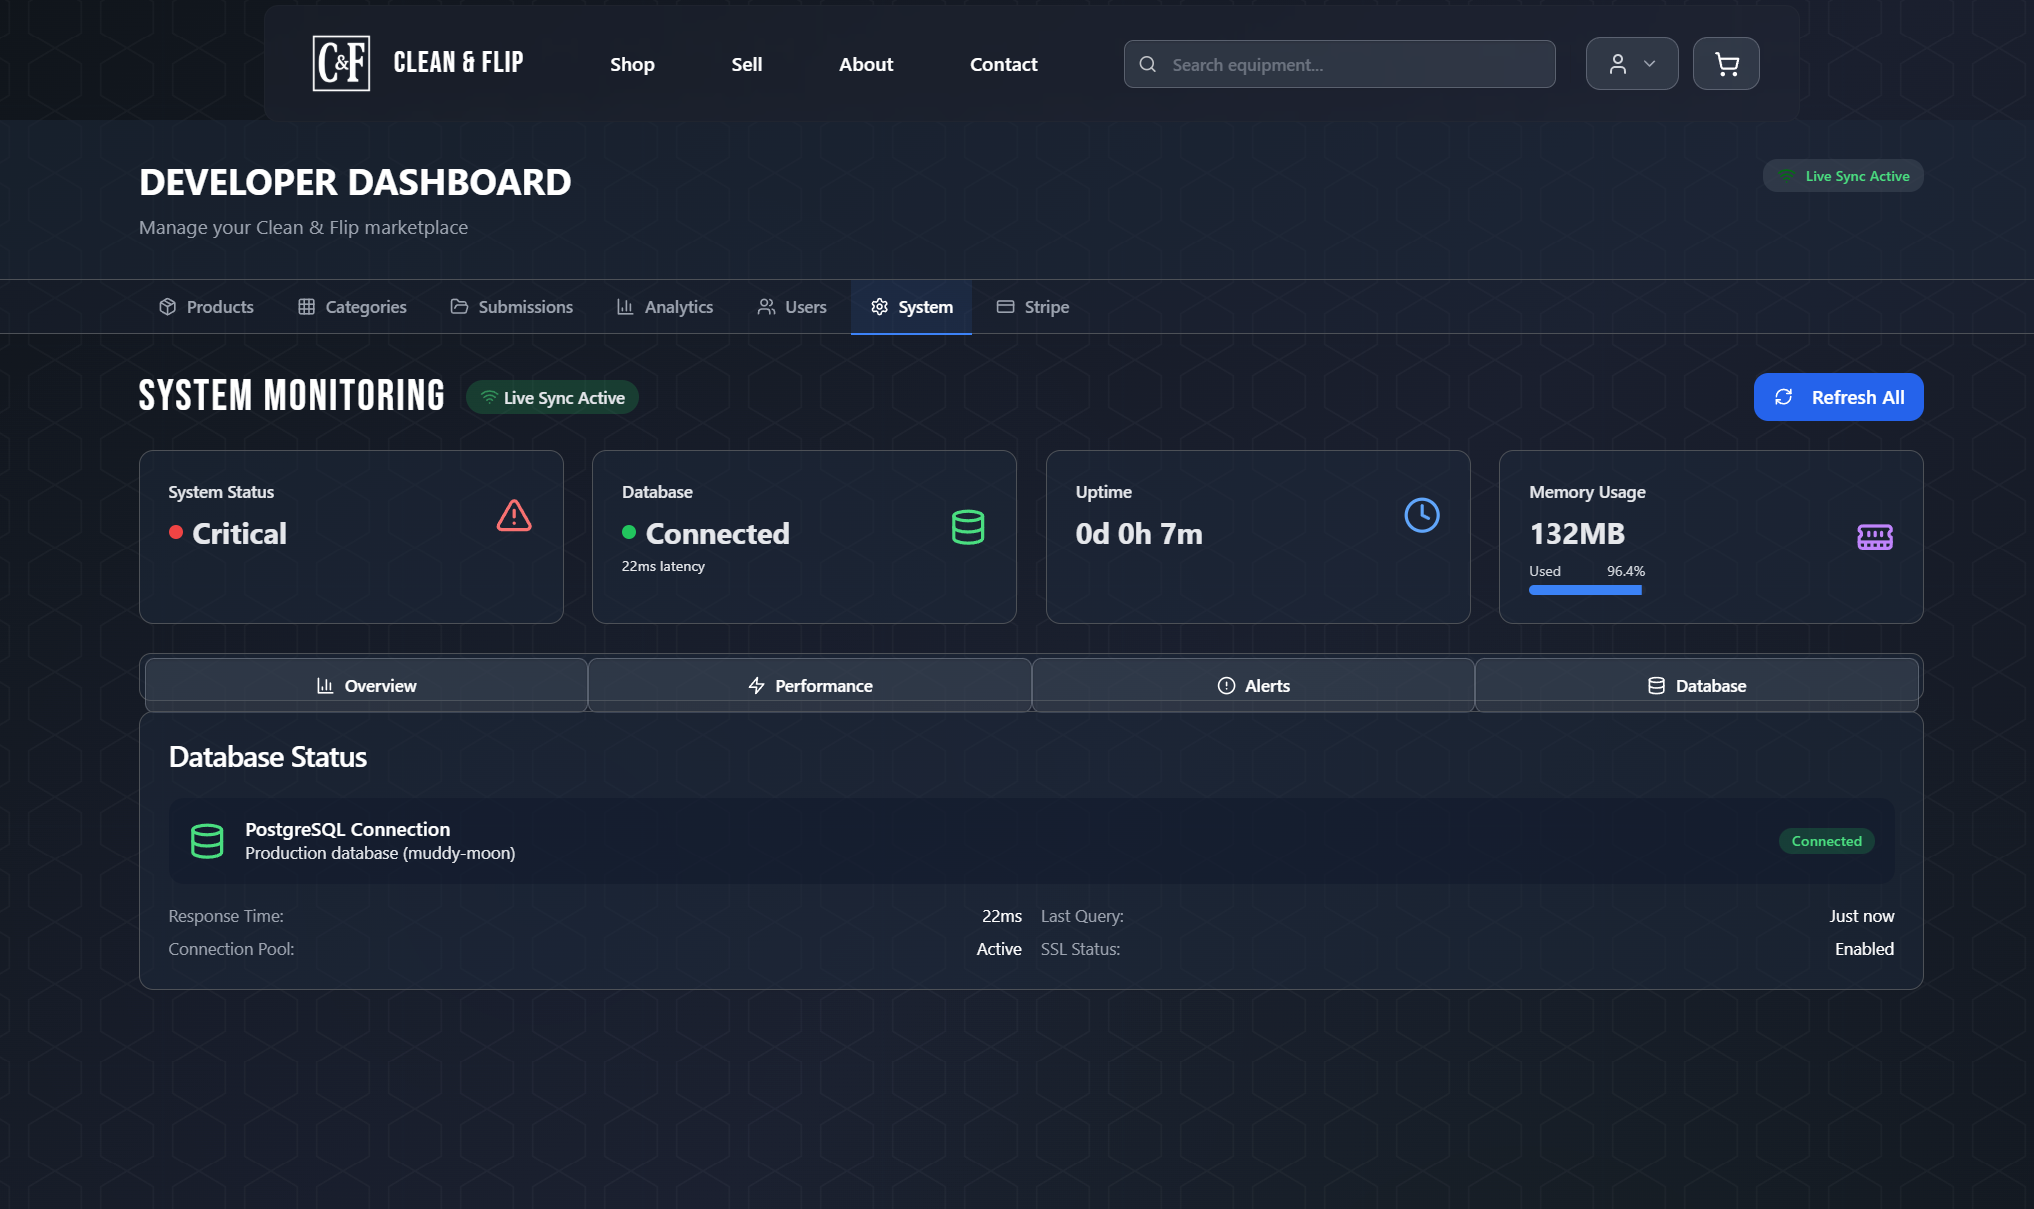 C&F
CLEAN & FLIP
Shop
Sell
About
Contact
Search equipment...
DEVELOPER DASHBOARD
Live Sync Active
Manage your Clean & Flip marketplace
Products
Categories
Submissions
Analytics
Users
System
Stripe
SYSTEM MONITORING
Live Sync Active
Refresh All
System Status
Critical
Database
Connected
22ms latency
Uptime
0d 0h 7m
Memory Usage
132MB
Used 96.4%
Overview
Performance
Alerts
Database
Database Status
PostgreSQL Connection
Production database (muddy-moon)
Connected
Response Time: 22ms
Last Query: Just now
Connection Pool: Active
SSL Status: Enabled